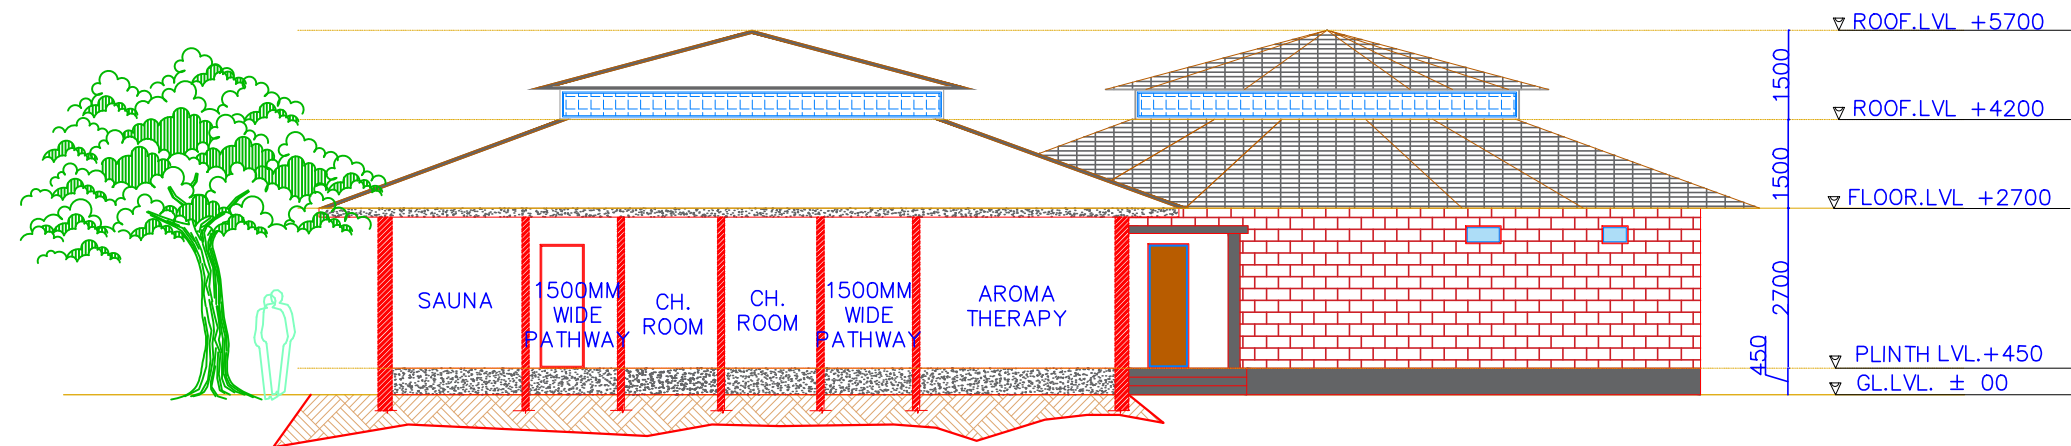 ROOF.LVL +5700
1500
ROOF.LVL +4200
1500
FLOOR.LVL +2700
2700
SAUNA
1500MM
WIDE
PATHWAY
CH.
ROOM
CH.
ROOM
1500MM
WIDE
PATHWAY
AROMA
THERAPY
450
PLINTH LVL.+450
GL.LVL. ± 00